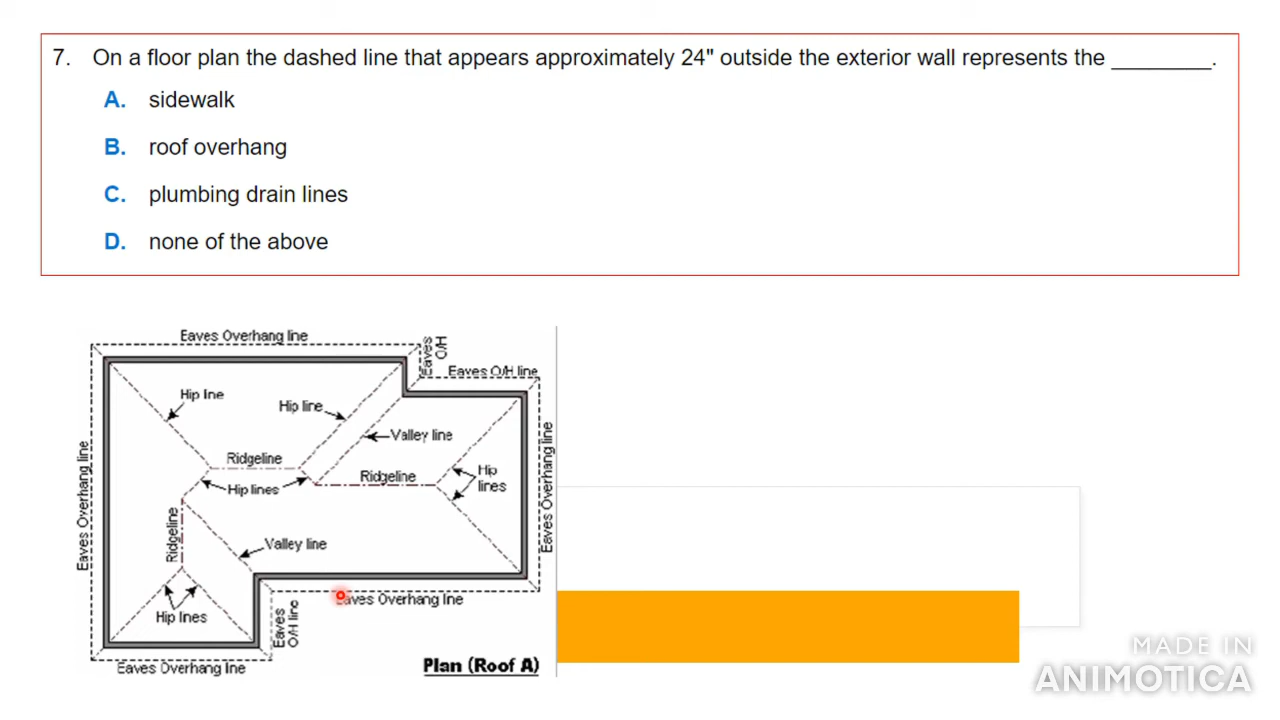 7. On a floor plan the dashed line that appears approximately 24" outside the exterior wall represents the ________.
A. sidewalk
B. roof overhang
C. plumbing drain lines
D. none of the above
Eaves Overhang line
Eaves
O/H
Eaves O/H line
Hip line
Hip line
Valley line
Ridgeline
Ridgeline
Hip
lines
Hip lines
Eaves Overhang line
Eaves Overhang line
Ridgeline
Valley line
Hip lines
Eaves
O/H line
Eaves Overhang line
Eaves Overhang line
Plan (Roof A)
MADE IN
ANIMOTICA